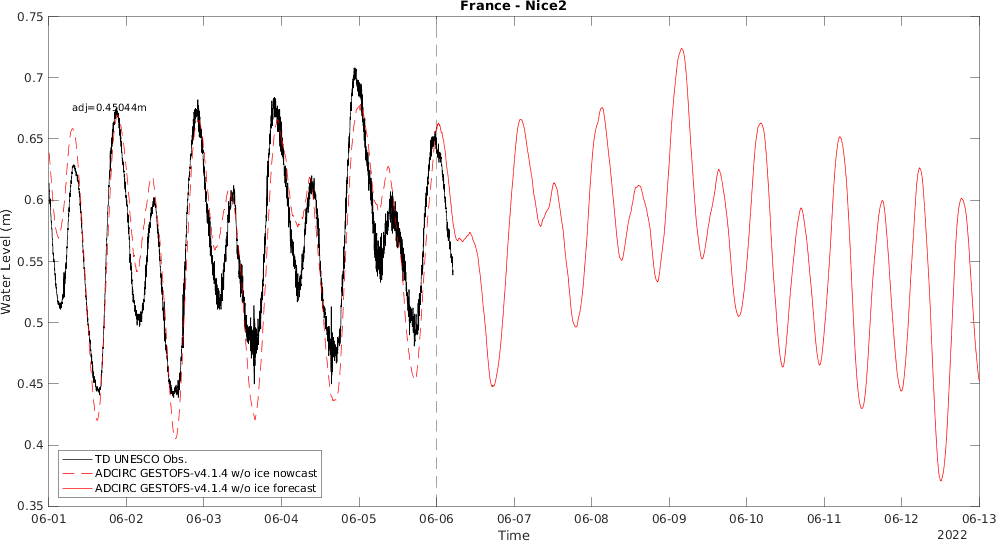 France - Nice2
0.75
0.7
0.65
0.6
0.55
0.5
0.45
0.4
0.35
Water Level (m)
adj=0.45044m
TD UNESCO Obs.
ADCIRC GESTOFS-v4.1.4 w/o ice nowcast
ADCIRC GESTOFS-v4.1.4 w/o ice forecast
06-01 06-02 06-03 06-04 06-05 06-06 06-07 06-08 06-09 06-10 06-11 06-12 06-13
Time
2022